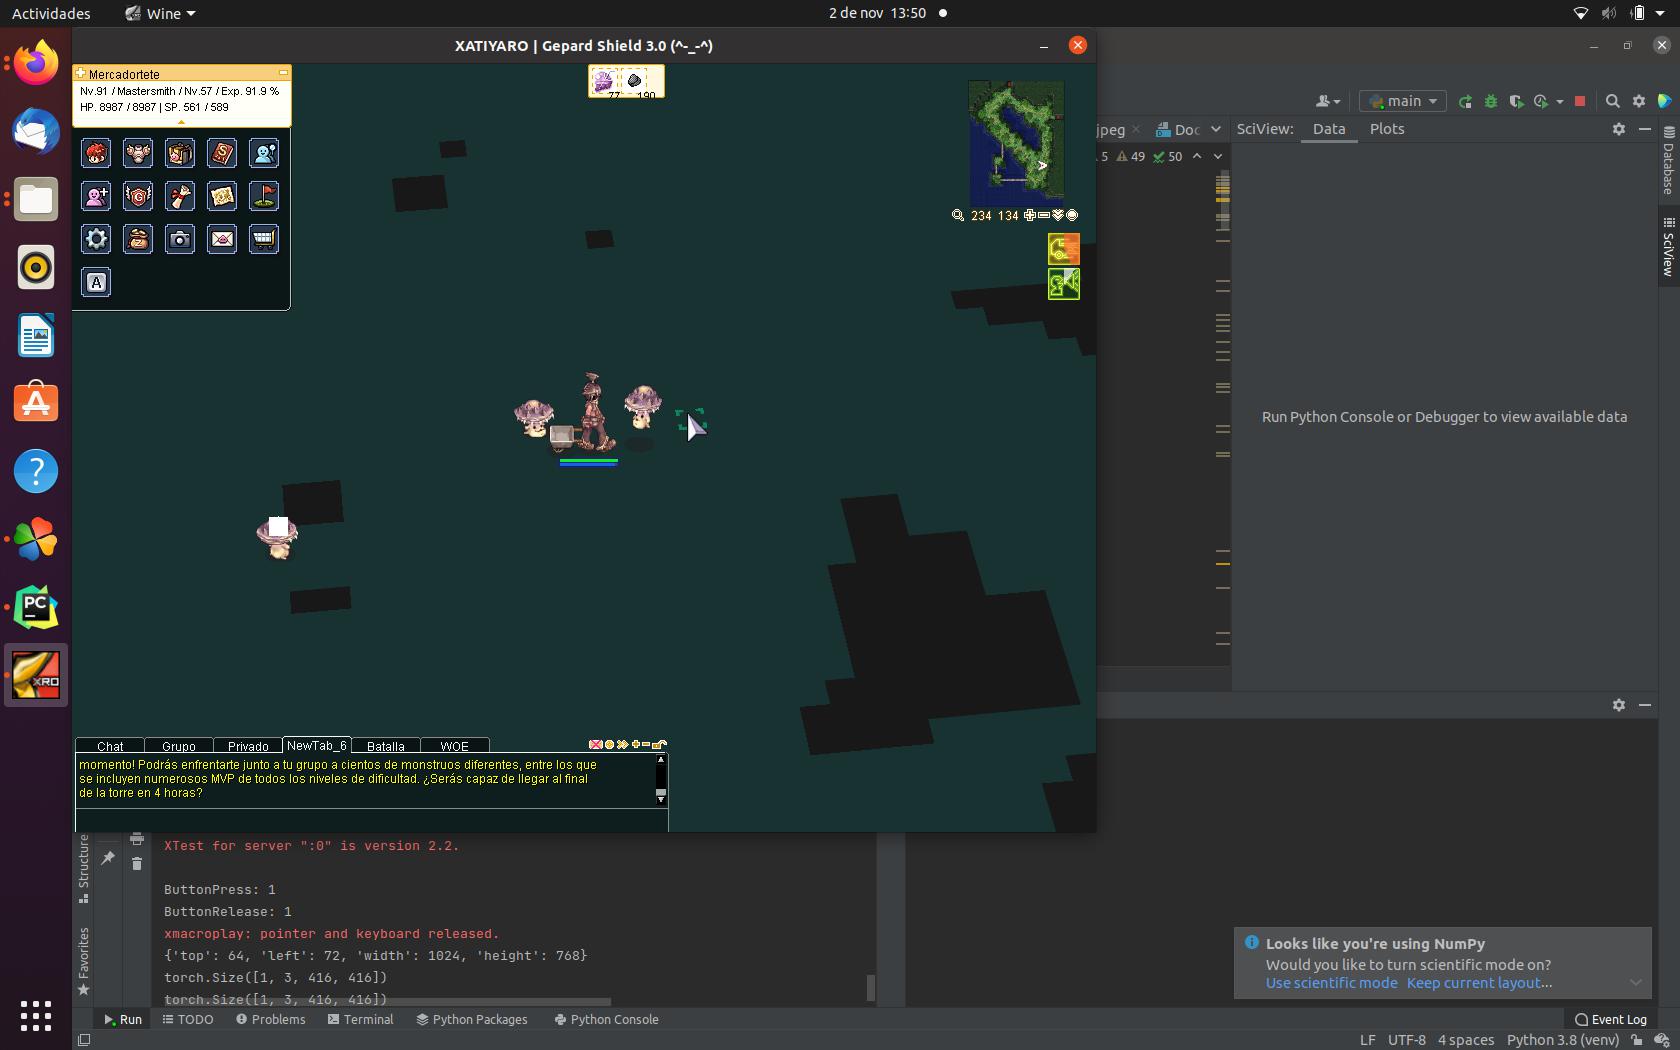 Actividades
Wine
2 de nov 13:50
XATIYARO | Gepard Shield 3.0 (^-_-^)
Mercadortete
Nv.91 / Mastersmith / Nv.57 / Exp. 91.9 %
HP. 8987 / 8987 | SP. 561 / 589
77 190
234 134
A
main
jpeg
Doc
SciView:
Data
Plots
5
49
50
Database
SciView
Run Python Console or Debugger to view available data
Chat
Grupo
Privado
NewTab_6
Batalla
WOE
momento! Podrás enfrentarte junto a tu grupo a cientos de monstruos diferentes, entre los que
se incluyen numerosos MVP de todos los niveles de dificultad. ¿Serás capaz de llegar al final
de la torre en 4 horas?
PC
XRO
Structure
Favorites
XTest for server ":0" is version 2.2.
ButtonPress: 1
ButtonRelease: 1
xmacroplay: pointer and keyboard released.
{'top': 64, 'left': 72, 'width': 1024, 'height': 768}
torch.Size([1, 3, 416, 416])
torch.Size([1, 3, 416, 416])
Looks like you're using NumPy
Would you like to turn scientific mode on?
Use scientific mode Keep current layout...
Run
TODO
Problems
Terminal
Python Packages
Python Console
Event Log
LF UTF-8 4 spaces Python 3.8 (venv)